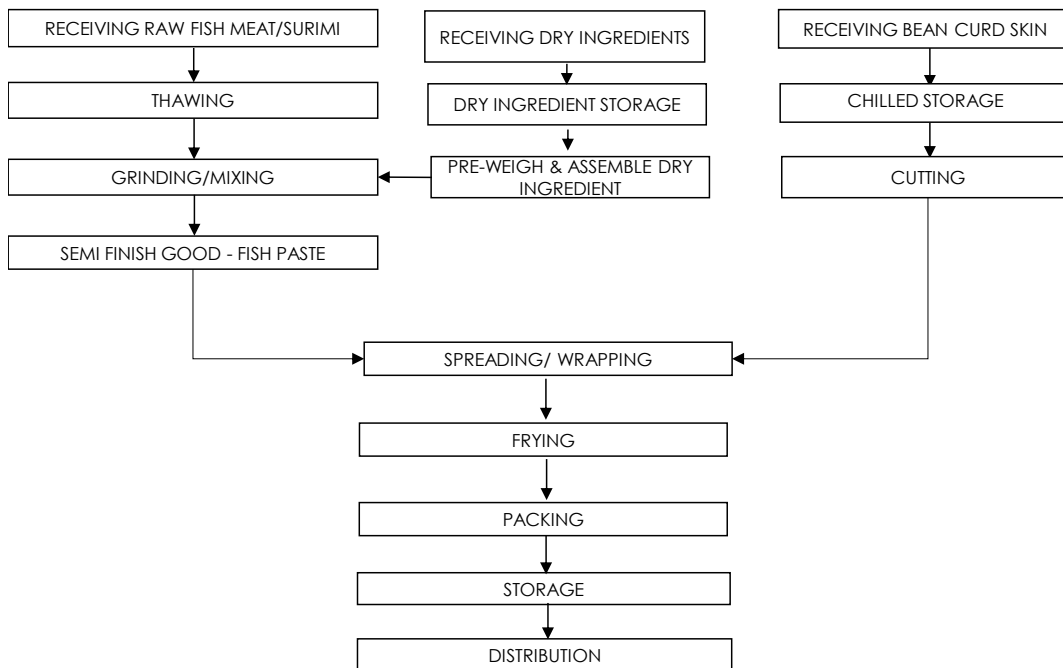 RECEIVING RAW FISH MEAT/SURIMI
THAWING
GRINDING/MIXING
SEMI FINISH GOOD - FISH PASTE
RECEIVING DRY INGREDIENTS
DRY INGREDIENT STORAGE
PRE-WEIGH & ASSEMBLE DRY
INGREDIENT
RECEIVING BEAN CURD SKIN
CHILLED STORAGE
CUTTING
SPREADING/ WRAPPING
FRYING
PACKING
STORAGE
DISTRIBUTION